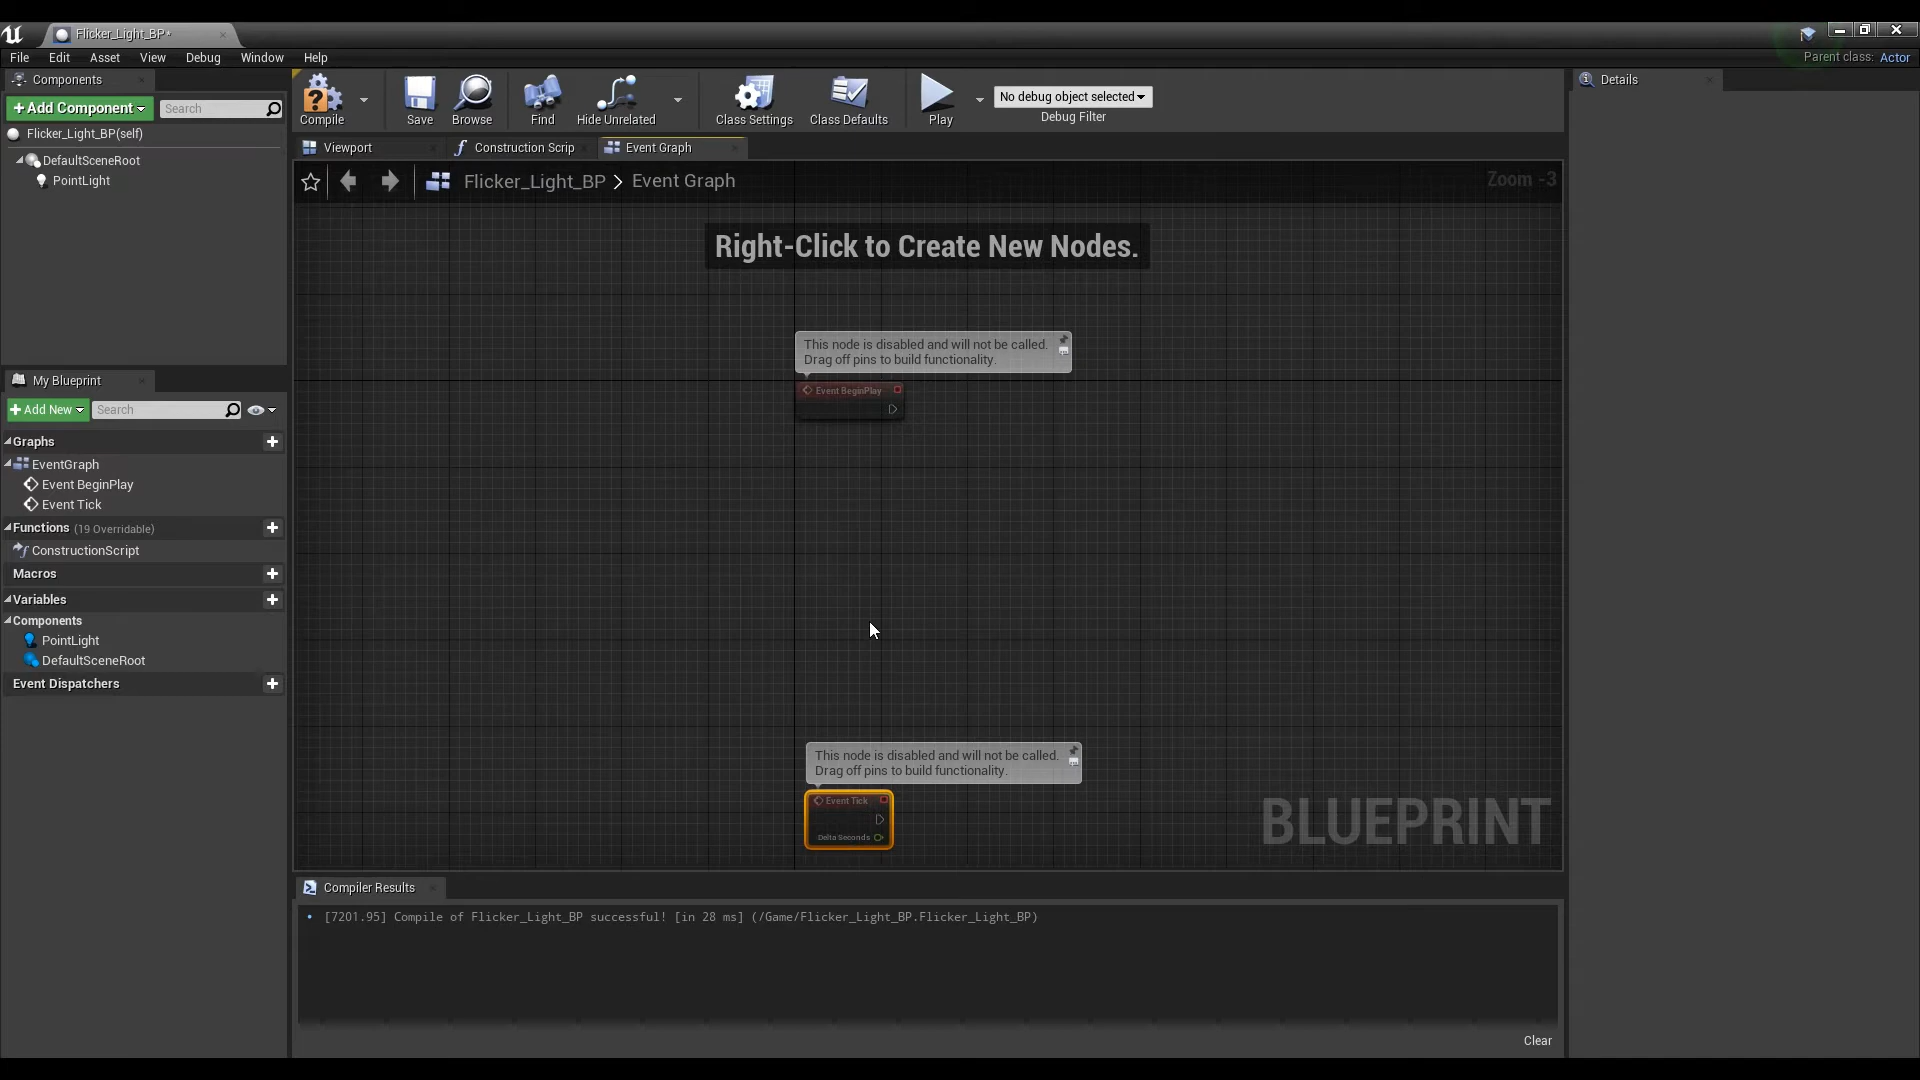 Flicker_Light_BP*
File Edit Asset View Debug Window Help
Parent class: Actor
Components
+ Add Component
Search
Flicker_Light_BP(self)
DefaultSceneRoot
PointLight
Compile
Save
Browse
Find
Hide Unrelated
Class Settings
Class Defaults
Play
No debug object selected
Debug Filter
Details
Viewport
Construction Scrip
Event Graph
Flicker_Light_BP > Event Graph
Zoom -3
Right-Click to Create New Nodes.
This node is disabled and will not be called.
Drag off pins to build functionality.
Event BeginPlay
This node is disabled and will not be called.
Drag off pins to build functionality.
Event Tick
Delta Seconds
BLUEPRINT
My Blueprint
+ Add New
Search
Graphs
EventGraph
Event BeginPlay
Event Tick
Functions (19 Overridable)
ConstructionScript
Macros
Variables
Components
PointLight
DefaultSceneRoot
Event Dispatchers
Compiler Results
[7201.95] Compile of Flicker_Light_BP successful! [in 28 ms] (/Game/Flicker_Light_BP.Flicker_Light_BP)
Clear